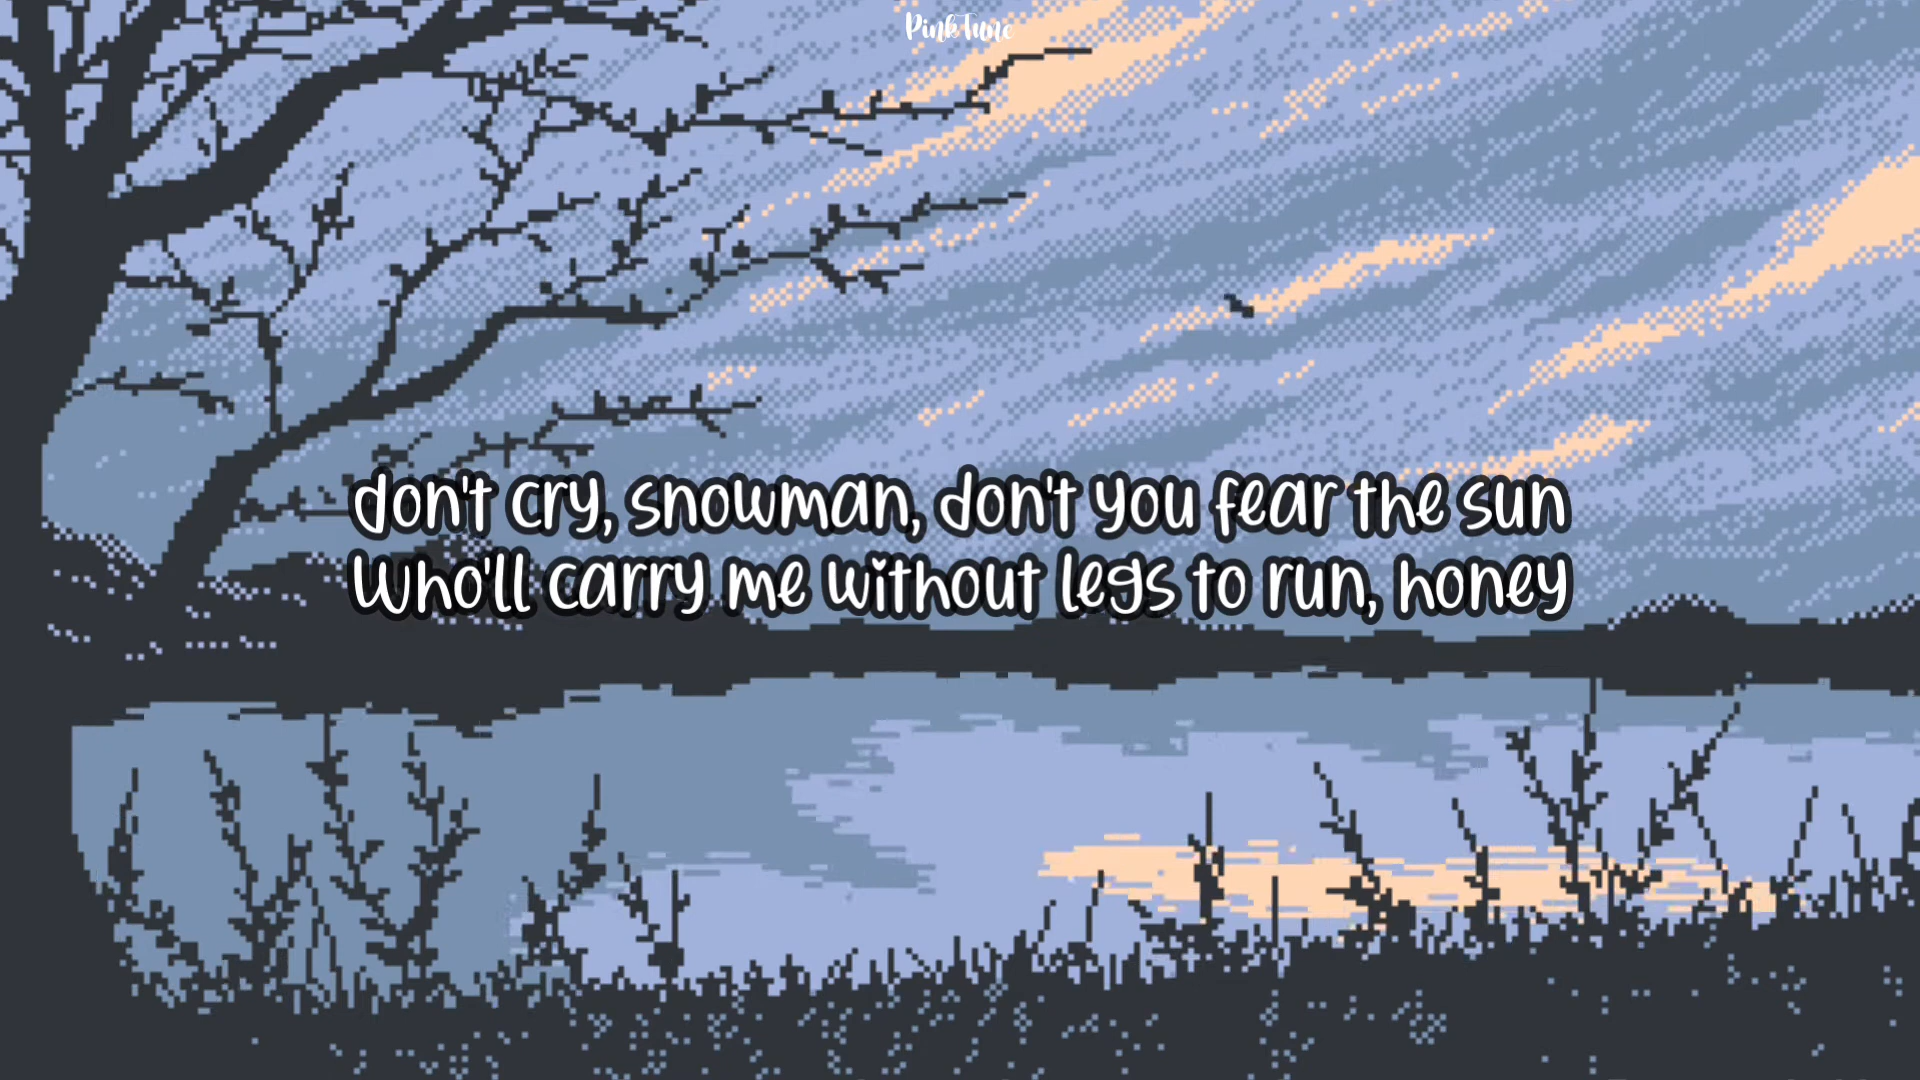 PinkTune
don't cry, snowman, don't you fear the sun
Who'll carry me without legs to run, honey